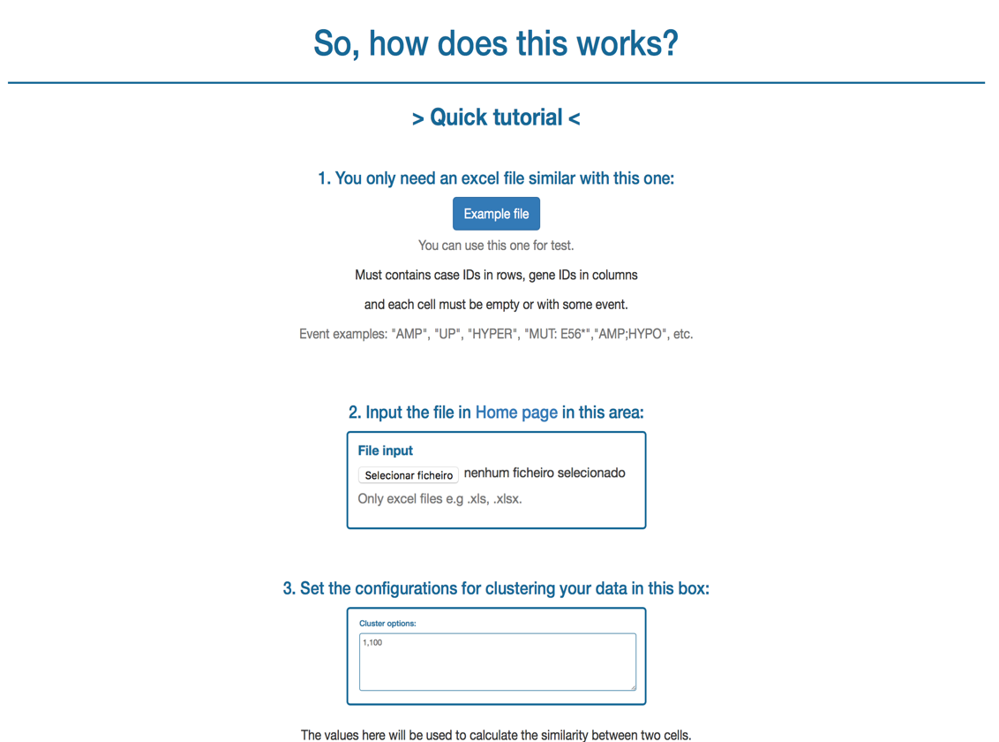 So, how does this works?
> Quick tutorial <
1. You only need an excel file similar with this one:
Example file
You can use this one for test.
Must contains case IDs in rows, gene IDs in columns
and each cell must be empty or with some event.
Event examples: "AMP", "UP", "HYPER", "MUT: E56*","AMP;HYPO", etc.
2. Input the file in Home page in this area:
File input
Selecionar ficheiro nenhum ficheiro selecionado
Only excel files e.g .xls, .xlsx.
3. Set the configurations for clustering your data in this box:
Cluster options:
1,100
The values here will be used to calculate the similarity between two cells.